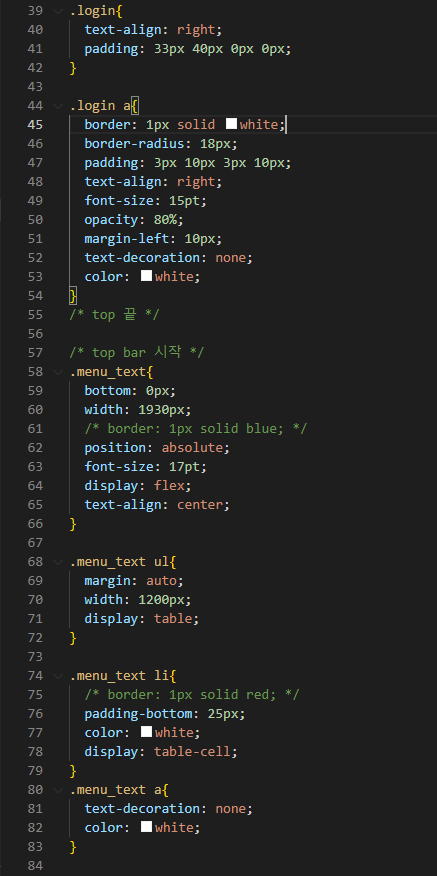 39 .login{
40 text-align: right;
41 padding: 33px 40px 0px 0px;
42 }
43
44 .login a{
45 border: 1px solid white;
46 border-radius: 18px;
47 padding: 3px 10px 3px 10px;
48 text-align: right;
49 font-size: 15pt;
50 opacity: 80%;
51 margin-left: 10px;
52 text-decoration: none;
53 color: white;
54 }
55 /* top 끝 */
56
57 /* top bar 시작 */
58 .menu_text{
59 bottom: 0px;
60 width: 1930px;
61 /* border: 1px solid blue; */
62 position: absolute;
63 font-size: 17pt;
64 display: flex;
65 text-align: center;
66 }
67
68 .menu_text ul{
69 margin: auto;
70 width: 1200px;
71 display: table;
72 }
73
74 .menu_text li{
75 /* border: 1px solid red; */
76 padding-bottom: 25px;
77 color: white;
78 display: table-cell;
79 }
80 .menu_text a{
81 text-decoration: none;
82 color: white;
83 }
84